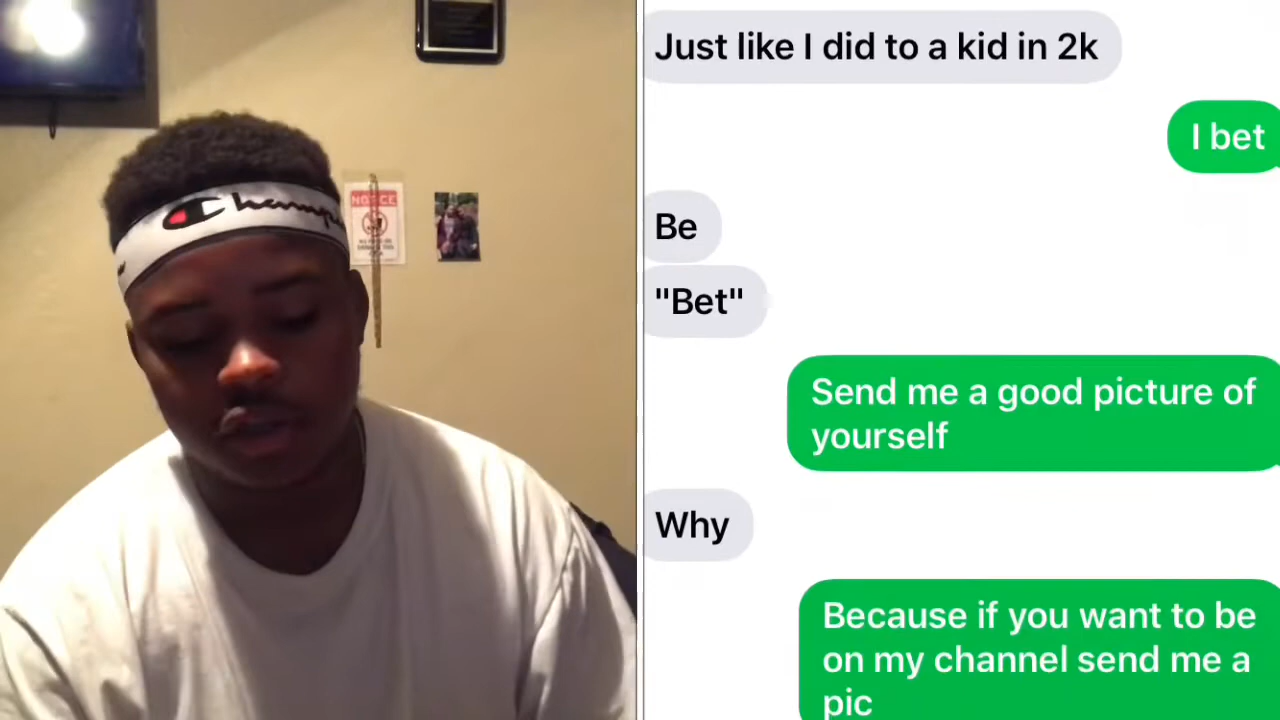 Champ
NOTICE
Just like I did to a kid in 2k
I bet
Be
"Bet"
Send me a good picture of
yourself
Why
Because if you want to be
on my channel send me a
pic